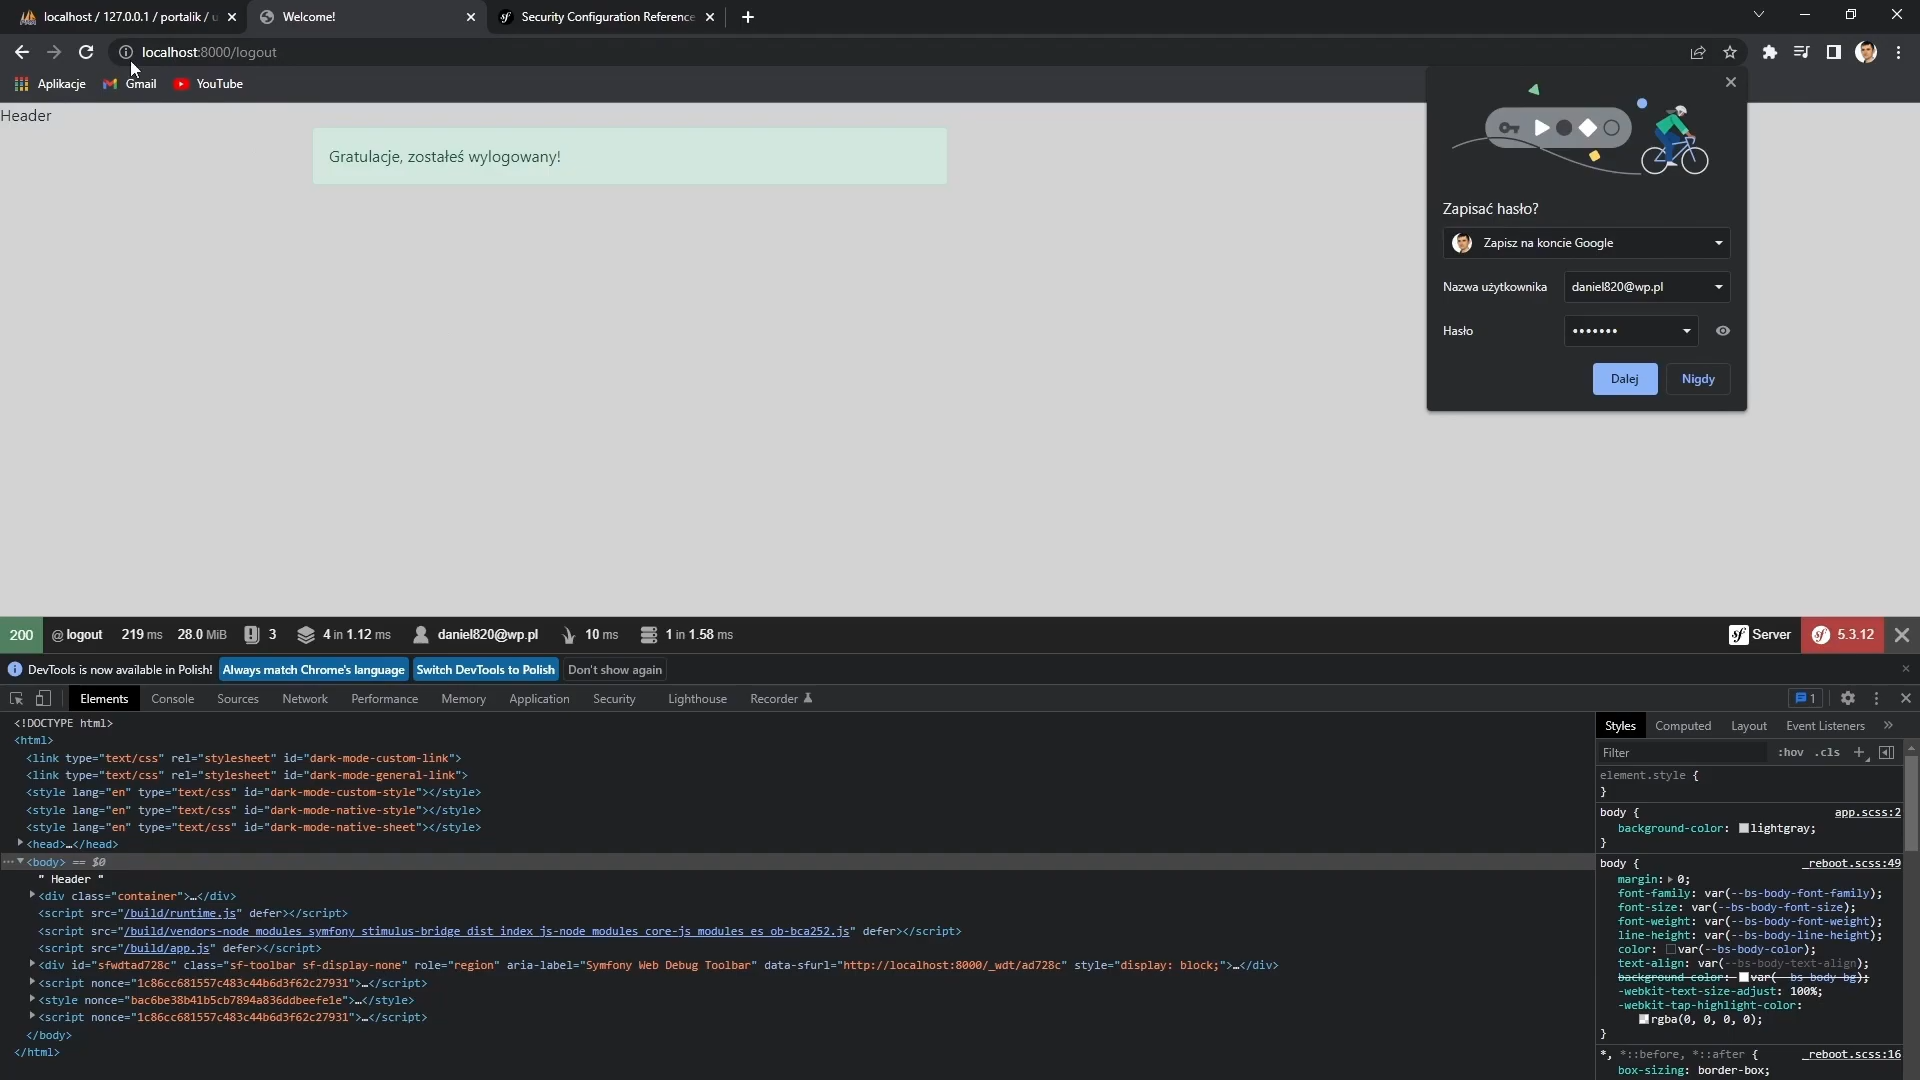 localhost / 127.0.0.1 / portalik / u
Welcome!
Security Configuration Reference
localhost:8000/logout
Aplikacje
Gmail
YouTube
Header
Gratulacje, zostałeś wylogowany!
Zapisać hasło?
Zapisz na koncie Google
Nazwa użytkownika
daniel820@wp.pl
Hasło
•••••••
Dalej
Nigdy
200 @ logout 219 ms 28.0 MiB 3 4 in 1.12 ms daniel820@wp.pl 10 ms 1 in 1.58 ms
Server 5.3.12
DevTools is now available in Polish! Always match Chrome's language Switch DevTools to Polish Don't show again
Elements Console Sources Network Performance Memory Application Security Lighthouse Recorder
1
<!DOCTYPE html>
<html>
<link type="text/css" rel="stylesheet" id="dark-mode-custom-link">
<link type="text/css" rel="stylesheet" id="dark-mode-general-link">
<style lang="en" type="text/css" id="dark-mode-custom-style"></style>
<style lang="en" type="text/css" id="dark-mode-native-style"></style>
<style lang="en" type="text/css" id="dark-mode-native-sheet"></style>
<head>…</head>
<body> == $0
" Header "
<div class="container">…</div>
<script src="/build/runtime.js" defer></script>
<script src="/build/vendors-node_modules_symfony_stimulus-bridge_dist_index_js-node_modules_core-js_modules_es_ob-bca252.js" defer></script>
<script src="/build/app.js" defer></script>
<div id="sfwdtad728c" class="sf-toolbar sf-display-none" role="region" aria-label="Symfony Web Debug Toolbar" data-sfurl="http://localhost:8000/_wdt/ad728c" style="display: block;">…</div>
<script nonce="1c86cc681557c483c44b6d3f62c27931">…</script>
<style nonce="bac6be38b41b5cb7894a836ddbeefe1e">…</style>
<script nonce="1c86cc681557c483c44b6d3f62c27931">…</script>
</body>
</html>
Styles Computed Layout Event Listeners »
Filter :hov .cls +
element.style {
}
body { app.scss:2
background-color: lightgray;
}
body { _reboot.scss:49
margin: 0;
font-family: var(--bs-body-font-family);
font-size: var(--bs-body-font-size);
font-weight: var(--bs-body-font-weight);
line-height: var(--bs-body-line-height);
color: var(--bs-body-color);
text-align: var(--bs-body-text-align);
background-color: var(--bs-body-bg);
-webkit-text-size-adjust: 100%;
-webkit-tap-highlight-color:
rgba(0, 0, 0, 0);
}
*, *::before, *::after { _reboot.scss:16
box-sizing: border-box;